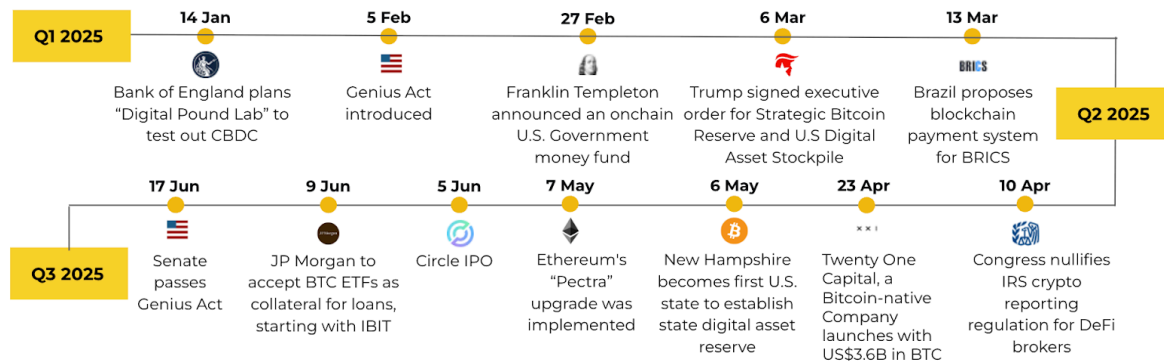 Q1 2025
14 Jan
Bank of England plans
“Digital Pound Lab” to
test out CBDC
5 Feb
Genius Act
introduced
27 Feb
Franklin Templeton
announced an onchain
U.S. Government
money fund
6 Mar
Trump signed executive
order for Strategic Bitcoin
Reserve and U.S Digital
Asset Stockpile
13 Mar
BRICS
Brazil proposes
blockchain
payment system
for BRICS
Q2 2025
10 Apr
Congress nullifies
IRS crypto
reporting
regulation for DeFi
brokers
23 Apr
XXI
Twenty One
Capital, a
Bitcoin-native
Company
launches with
US$3.6B in BTC
6 May
New Hampshire
becomes first U.S.
state to establish
state digital asset
reserve
7 May
Ethereum's
“Pectra”
upgrade was
implemented
5 Jun
Circle IPO
9 Jun
JP Morgan to
accept BTC ETFs as
collateral for loans,
starting with IBIT
17 Jun
Senate
passes
Genius Act
Q3 2025